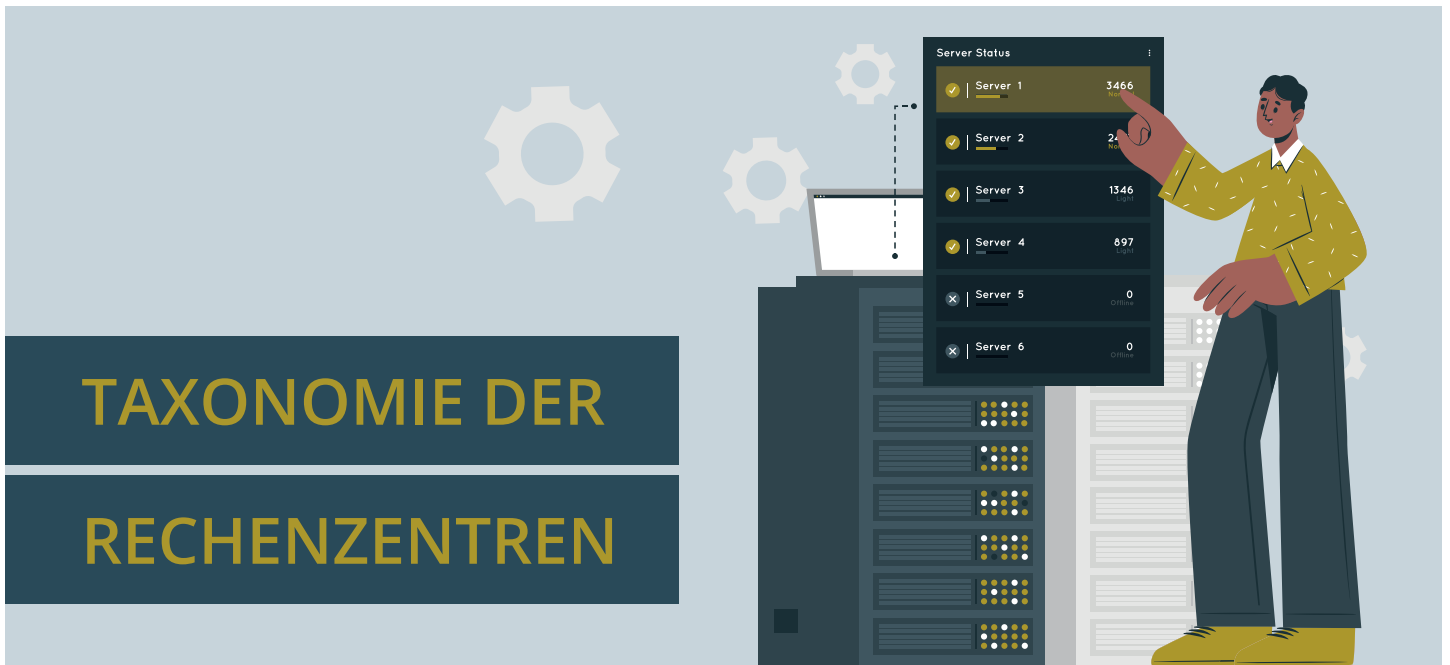 TAXONOMIE DER
RECHENZENTREN
Server Status
Server 1 3466
Server 2
Server 3 1346
Light
Server 4 897
Light
Server 5 0
Offline
Server 6 0
Offline